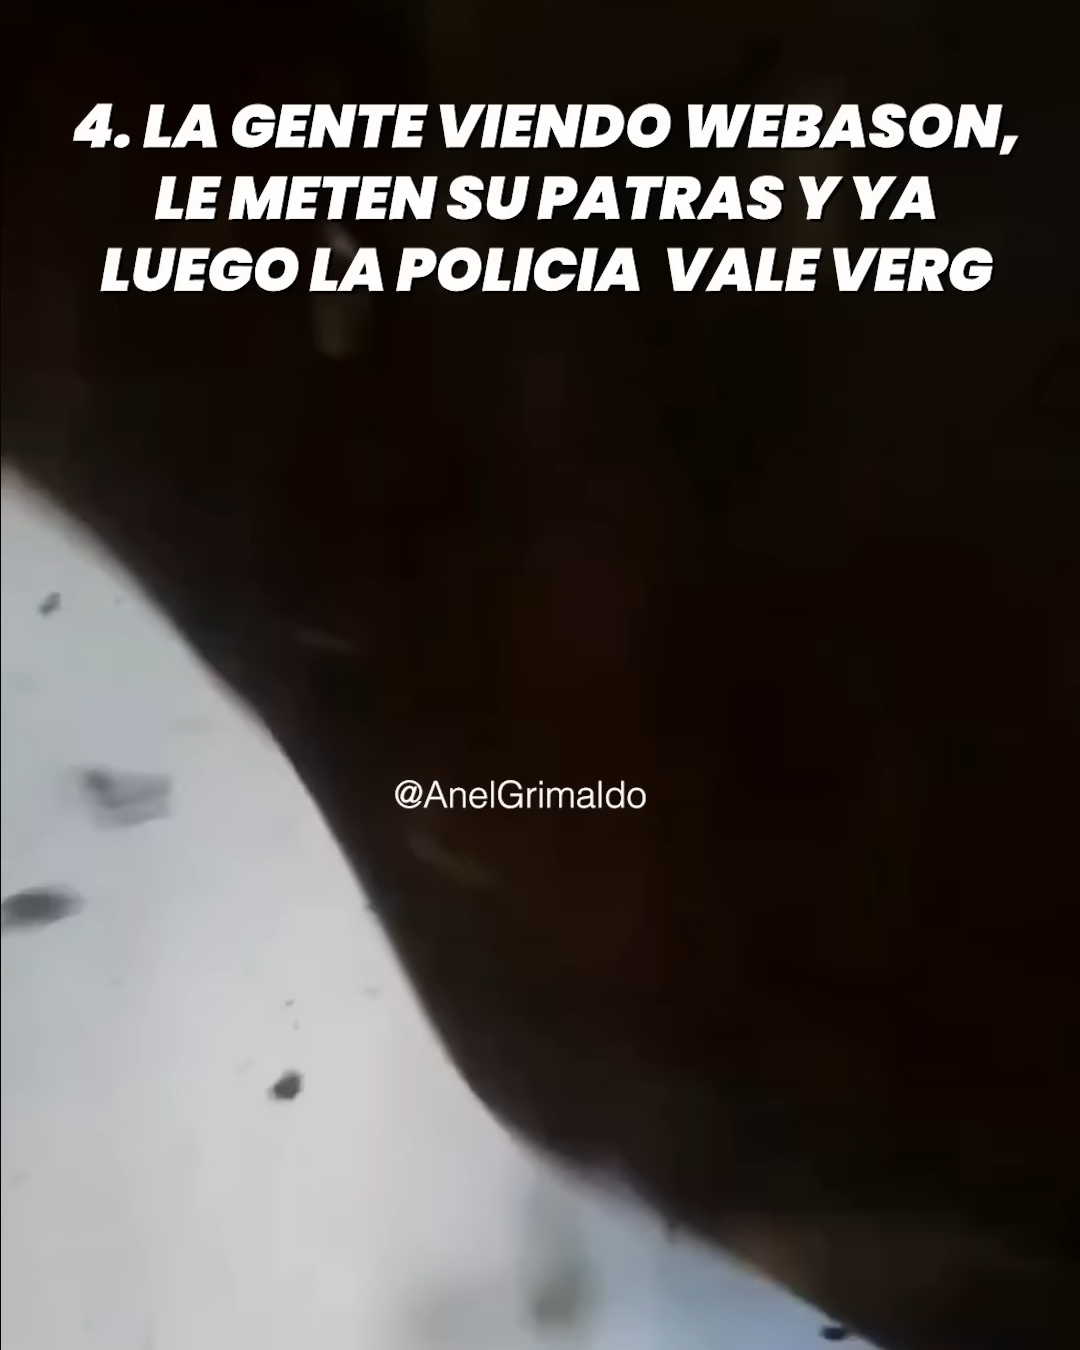 4. LA GENTE VIENDO WEBASON,
LE METEN SU PATRAS Y YA
LUEGO LA POLICIA VALE VERG
@AnelGrimaldo